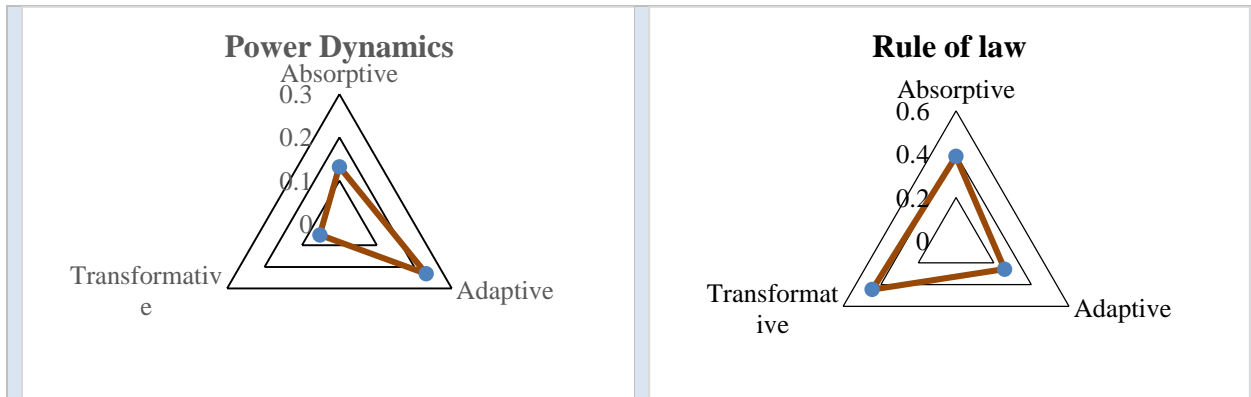 Power Dynamics
Absorptive
0.3
0.2
0.1
0
Transformativ
e
Adaptive
Rule of law
Absorptive
0.6
0.4
0.2
0
Transformat
ive
Adaptive